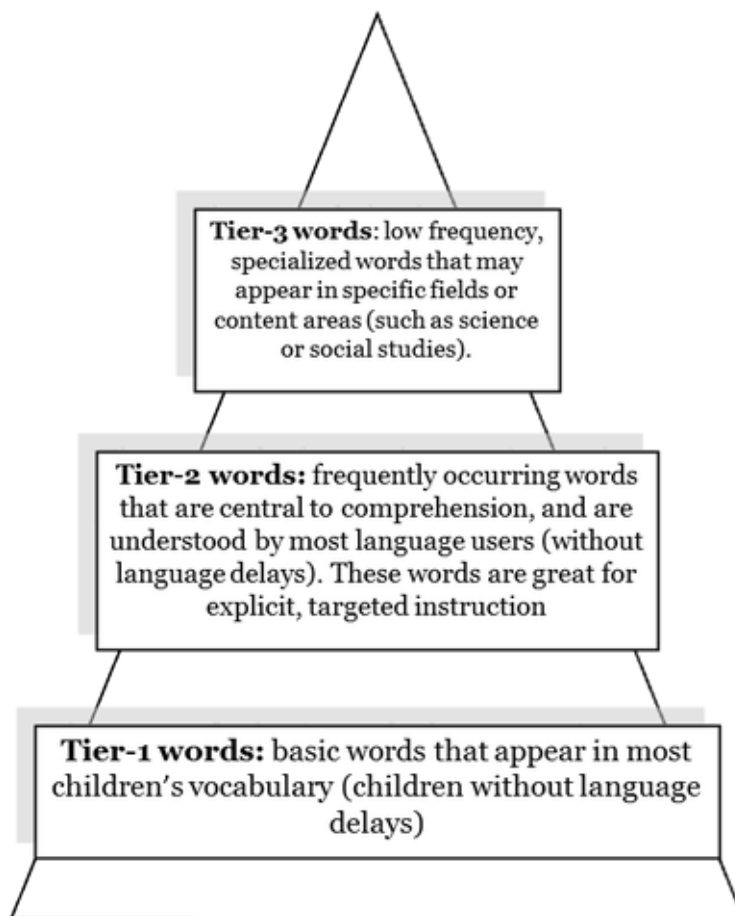 Tier-3 words: low frequency,
specialized words that may
appear in specific fields or
content areas (such as science
or social studies).
Tier-2 words: frequently occurring words
that are central to comprehension, and are
understood by most language users (without
language delays). These words are great for
explicit, targeted instruction
Tier-1 words: basic words that appear in most
children's vocabulary (children without language
delays)